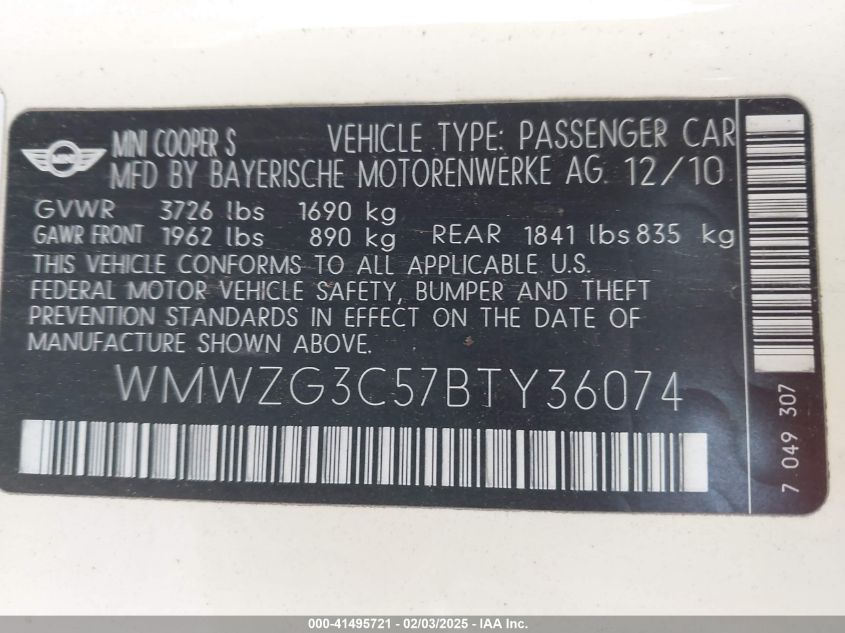 MINI
MINI COOPER S VEHICLE TYPE: PASSENGER CAR
MFD BY BAYERISCHE MOTORENWERKE AG 12/10
GVWR 3726 lbs 1690 kg
GAWR FRONT 1962 lbs 890 kg REAR 1841 lbs 835 kg
THIS VEHICLE CONFORMS TO ALL APPLICABLE U.S.
FEDERAL MOTOR VEHICLE SAFETY, BUMPER AND THEFT
PREVENTION STANDARDS IN EFFECT ON THE DATE OF
MANUFACTURE SHOWN ABOVE.
WMWZG3C57BTY36074
7 049 307
000-41495721 - 02/03/2025 - IAA Inc.